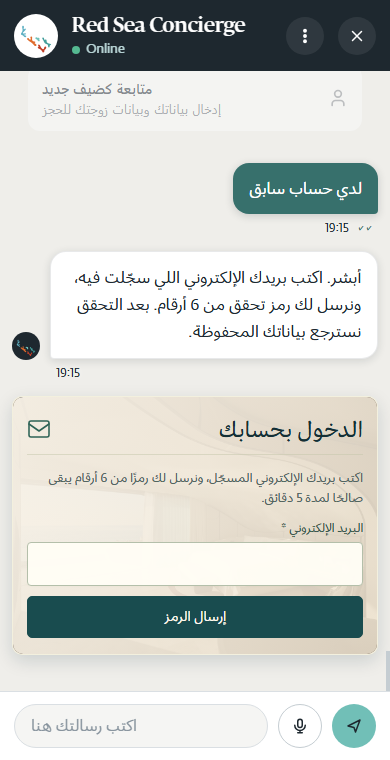 Red Sea Concierge
Online
متابعة كضيف جديد
إدخال بياناتك وبيانات زوجتك للحجز
لدي حساب سابق
19:15
أبشر. اكتب بريدك الإلكتروني اللي سجّلت فيه،
ونرسل لك رمز تحقق من 6 أرقام. بعد التحقق
نسترجع بياناتك المحفوظة.
19:15
الدخول بحسابك
اكتب بريدك الإلكتروني المسجّل، ونرسل لك رمزًا من 6 أرقام يبقى
صالحًا لمدة 5 دقائق.
البريد الإلكتروني *
إرسال الرمز
اكتب رسالتك هنا